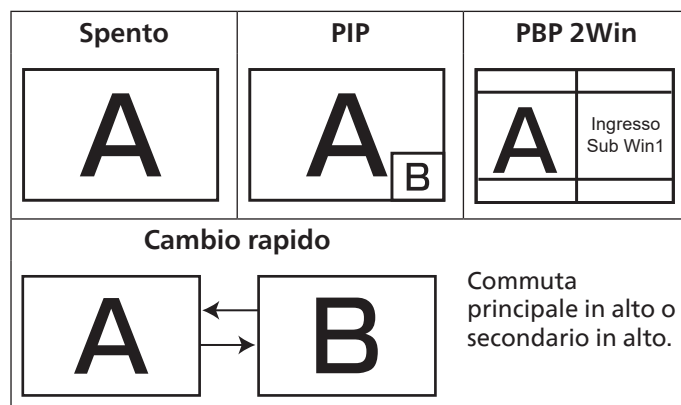 Spento
PIP
PBP 2Win
A
A
B
A
Ingresso
Sub Win1
Cambio rapido
A
B
Commuta
principale in alto o
secondario in alto.